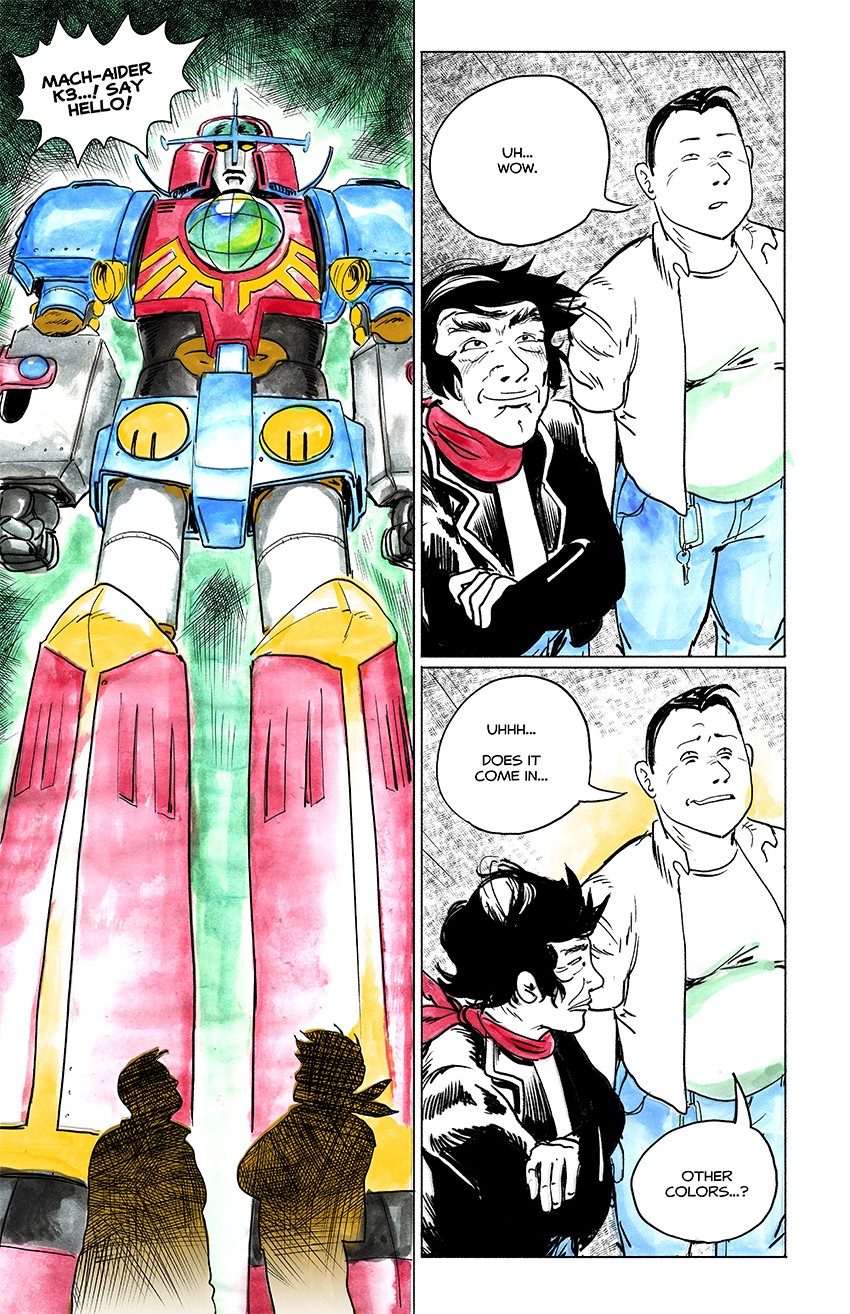 MACH-AIDER
K3...! SAY
HELLO!
UH...
WOW.
UHHH...
DOES IT
COME IN...
OTHER
COLORS...?